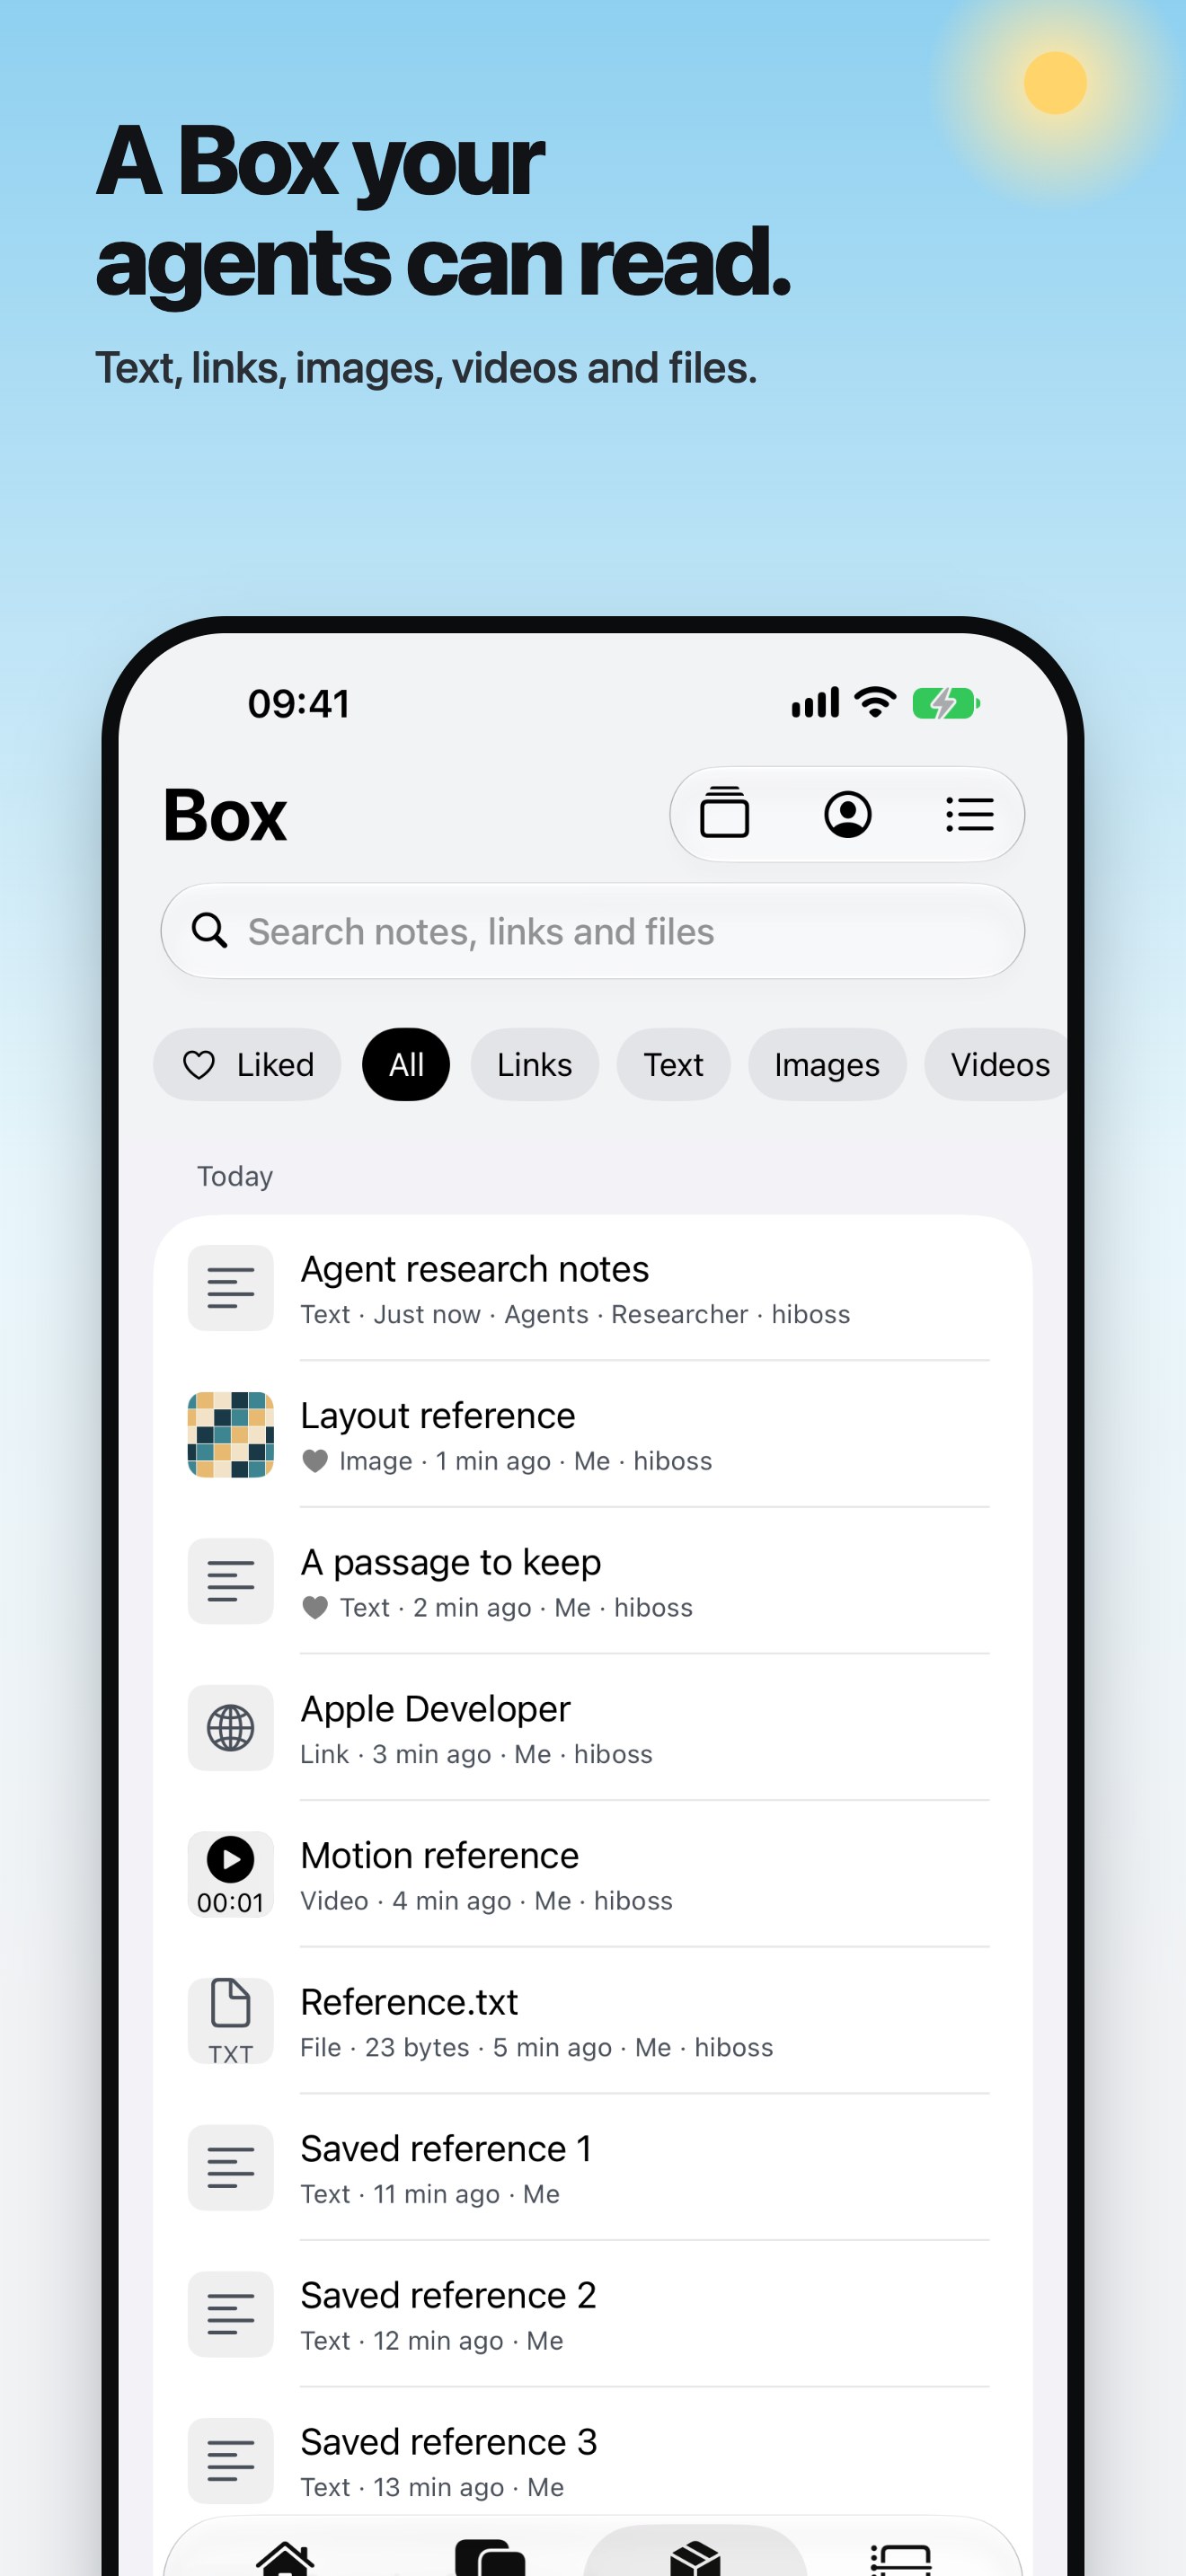 A Box your
agents can read.
Text, links, images, videos and files.
09:41
Box
Search notes, links and files
Liked
All
Links
Text
Images
Videos
Today
Agent research notes
Text · Just now · Agents · Researcher · hiboss
Layout reference
Image · 1 min ago · Me · hiboss
A passage to keep
Text · 2 min ago · Me · hiboss
Apple Developer
Link · 3 min ago · Me · hiboss
Motion reference
00:01
Video · 4 min ago · Me · hiboss
Reference.txt
TXT
File · 23 bytes · 5 min ago · Me · hiboss
Saved reference 1
Text · 11 min ago · Me
Saved reference 2
Text · 12 min ago · Me
Saved reference 3
Text · 13 min ago · Me